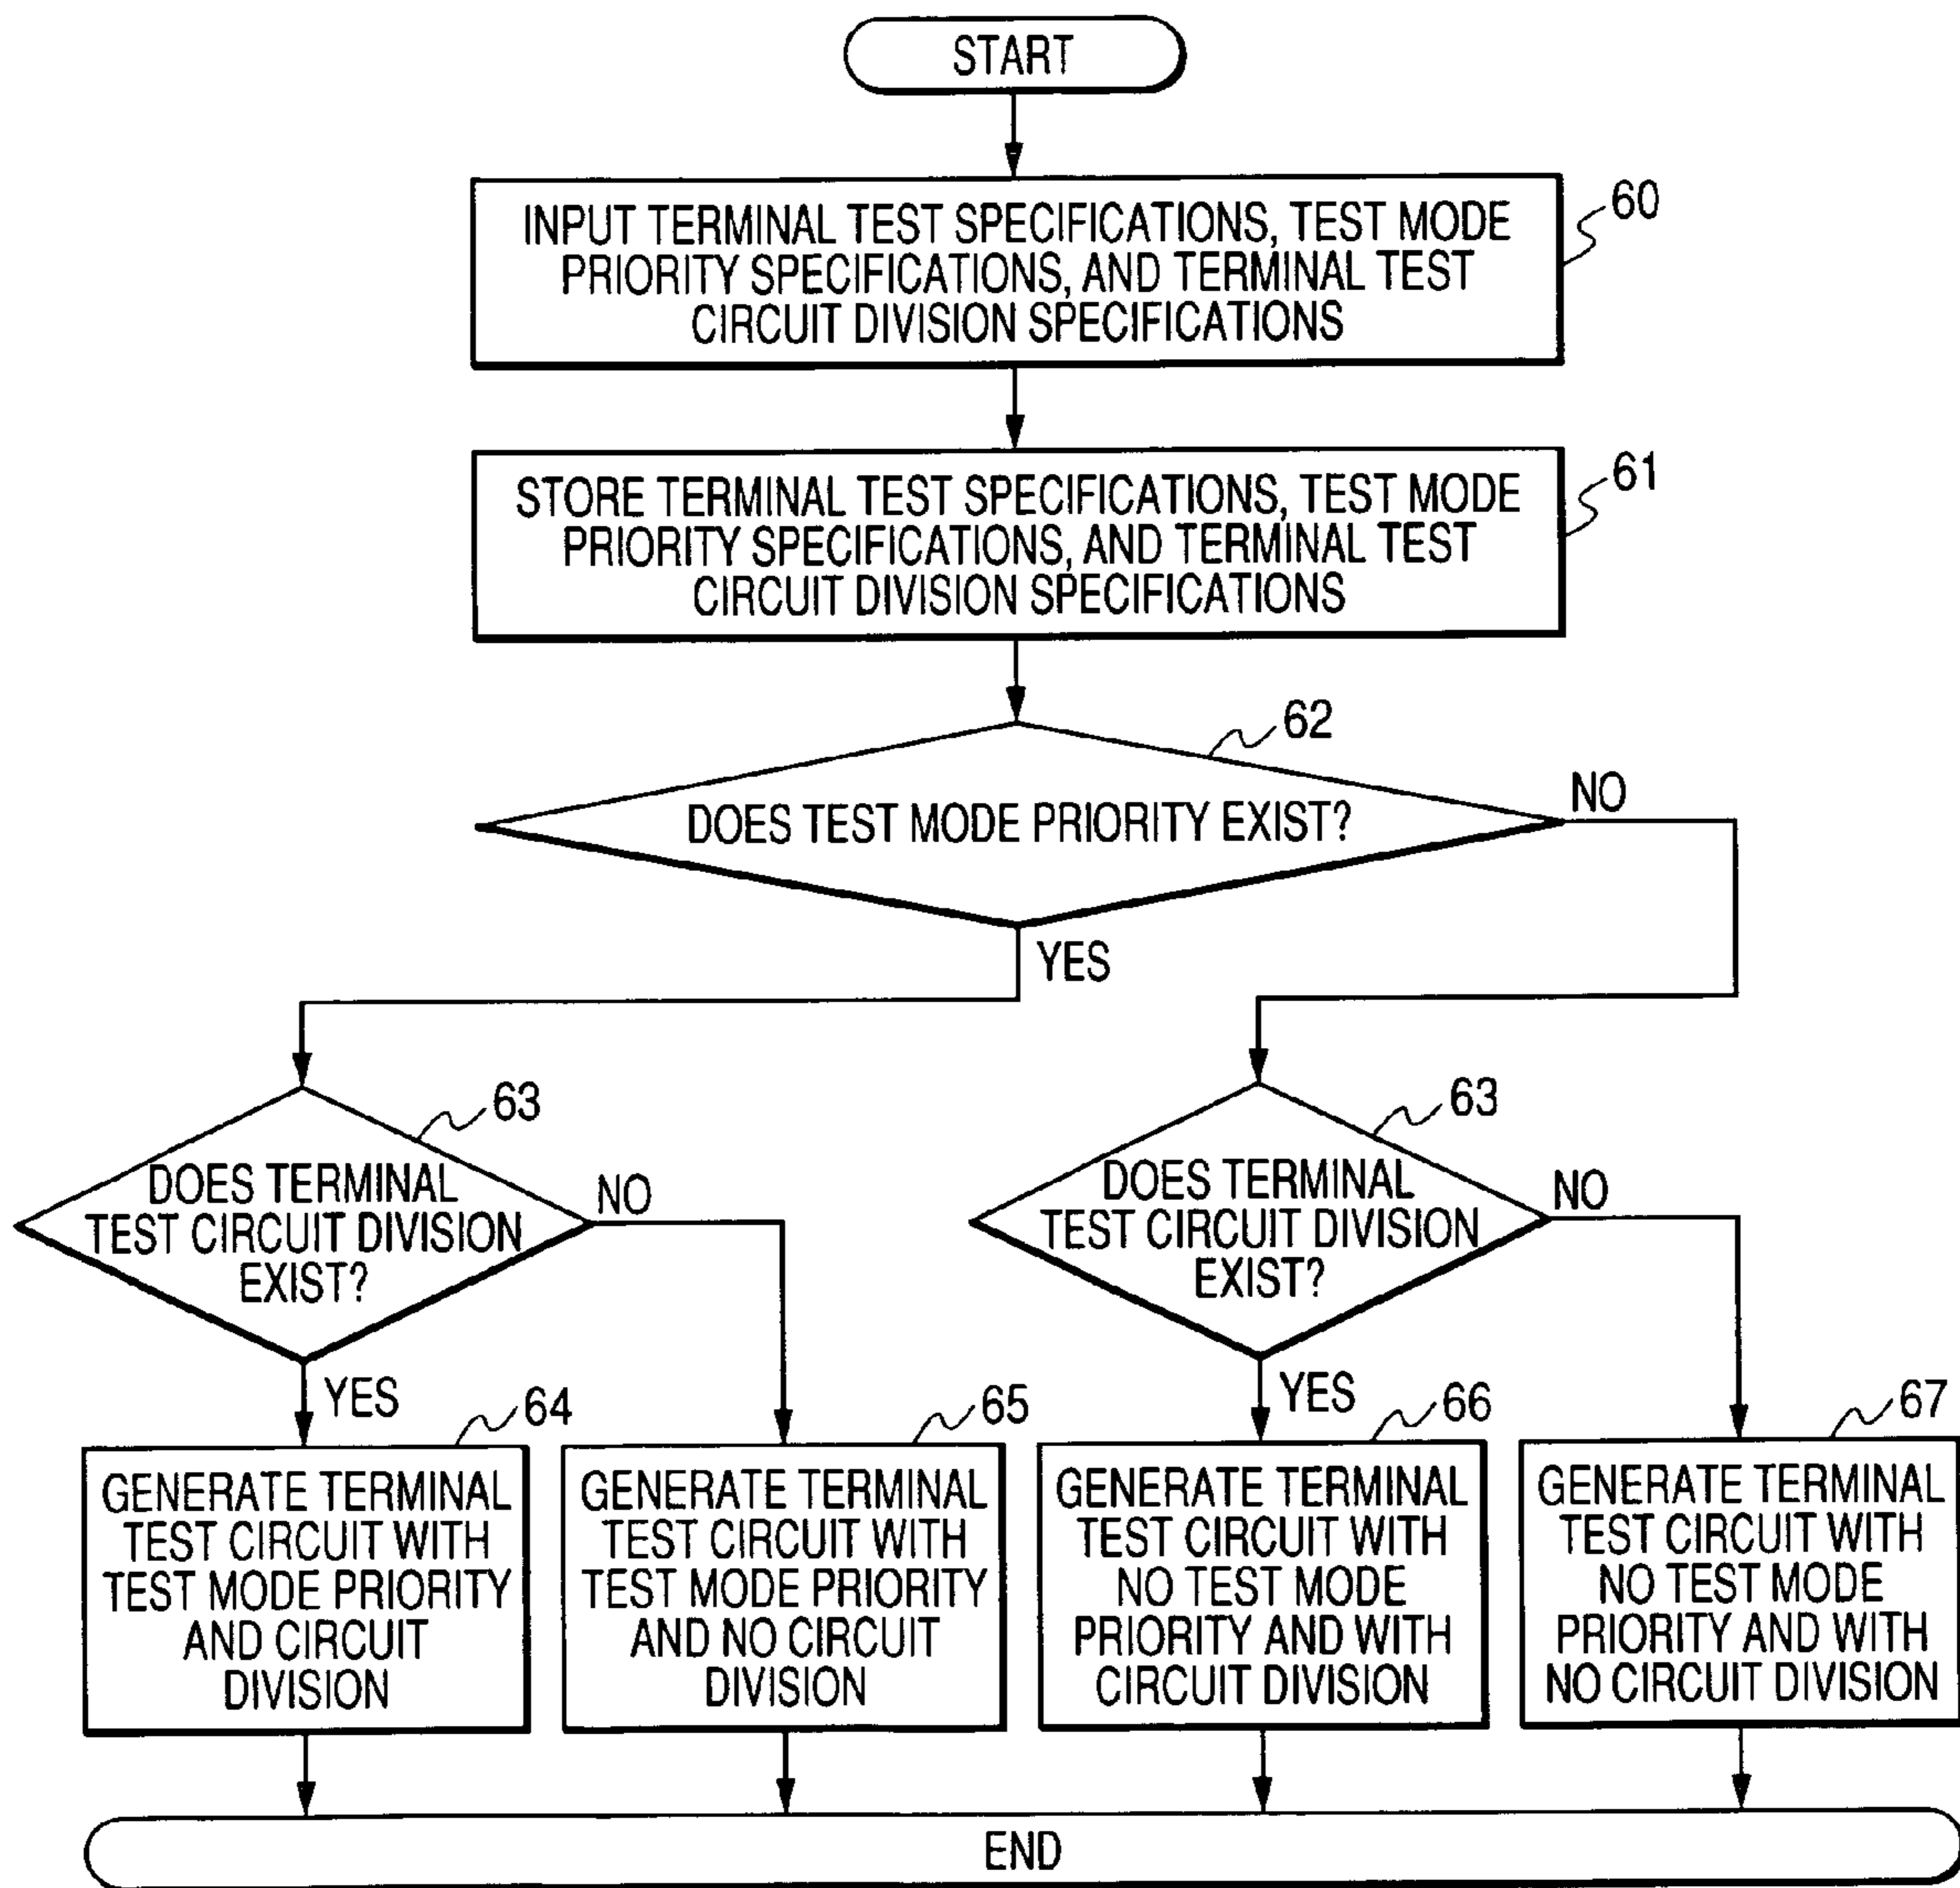 START
INPUT TERMINAL TEST SPECIFICATIONS, TEST MODE
PRIORITY SPECIFICATIONS, AND TERMINAL TEST
CIRCUIT DIVISION SPECIFICATIONS
60
STORE TERMINAL TEST SPECIFICATIONS, TEST MODE
PRIORITY SPECIFICATIONS, AND TERMINAL TEST
CIRCUIT DIVISION SPECIFICATIONS
61
62
DOES TEST MODE PRIORITY EXIST?
NO
YES
63
DOES TERMINAL
TEST CIRCUIT DIVISION
EXIST?
NO
YES
63
DOES TERMINAL
TEST CIRCUIT DIVISION
EXIST?
NO
YES
64
GENERATE TERMINAL
TEST CIRCUIT WITH
TEST MODE PRIORITY
AND CIRCUIT
DIVISION
65
GENERATE TERMINAL
TEST CIRCUIT WITH
TEST MODE PRIORITY
AND NO CIRCUIT
DIVISION
66
GENERATE TERMINAL
TEST CIRCUIT WITH
NO TEST MODE
PRIORITY AND WITH
CIRCUIT DIVISION
67
GENERATE TERMINAL
TEST CIRCUIT WITH
NO TEST MODE
PRIORITY AND WITH
NO CIRCUIT DIVISION
END